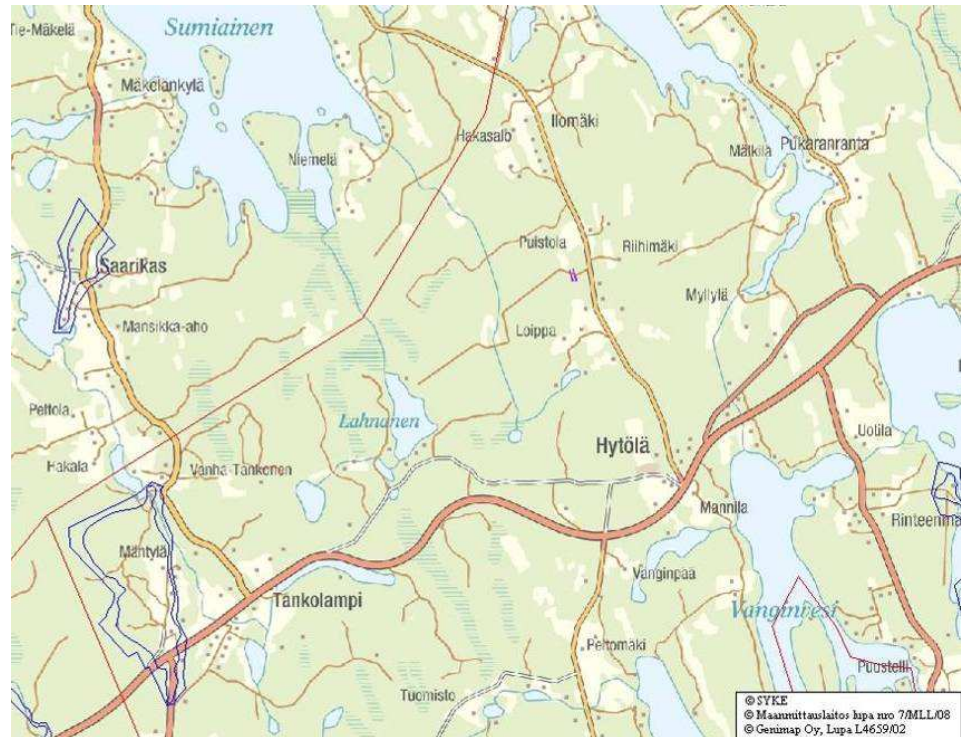 Sumiainen
Tie-Mäkelä
Mäkelänkylä
Ilomäki
Hakasalo
Niemelä
Mätkilä
Pukaranranta
Saarikas
Puistola
Riihimäki
Myllylä
Mansikka-aho
Loippa
Peltola
Lahnanen
Uotila
Hytölä
Hakala
Vanha-Tankonen
Mannila
Rinteenmä
Mäntylä
Vanginpää
Tankolampi
Vanginvesi
Peltomäki
Puustelli
Tuomisto
© SYKE
© Maanmittauslaitos lupa nro 7/MLL/08
© Genimap Oy, Lupa L4659/02